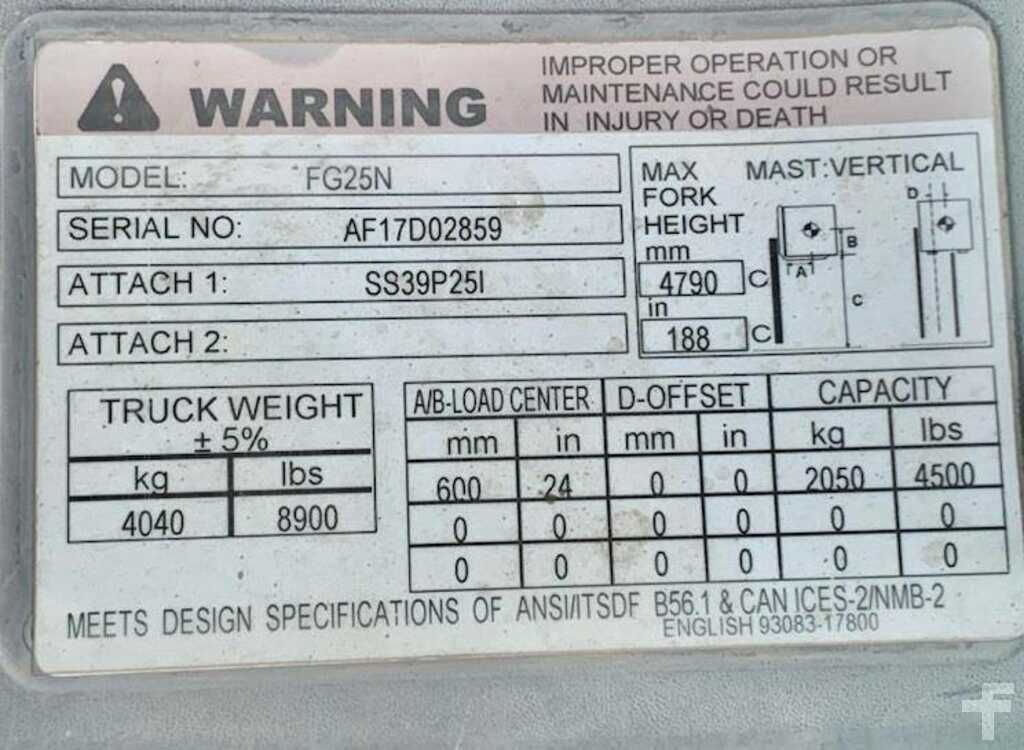 WARNING
IMPROPER OPERATION OR
MAINTENANCE COULD RESULT
IN INJURY OR DEATH
MODEL: FG25N
SERIAL NO: AF17D02859
ATTACH 1: SS39P25I
ATTACH 2:
MAX MAST:VERTICAL
FORK
HEIGHT
mm
4790 C
in
188 C
A B C
D
TRUCK WEIGHT
± 5%
kg lbs
4040 8900
A/B-LOAD CENTER D-OFFSET CAPACITY
mm in mm in kg lbs
600 24 0 0 2050 4500
0 0 0 0 0 0
0 0 0 0 0 0
MEETS DESIGN SPECIFICATIONS OF ANSI/ITSDF B56.1 & CAN ICES-2/NMB-2
ENGLISH 93083-17800